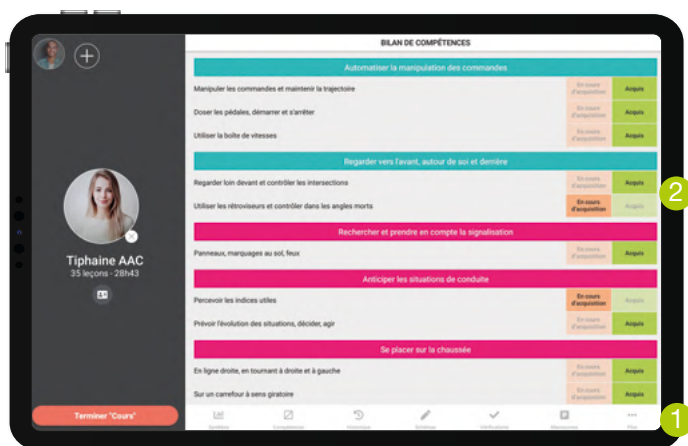 BILAN DE COMPÉTENCES
Automatiser la manipulation des commandes
Manipuler les commandes et maintenir la trajectoire
En cours
d'acquisition
Acquis
Doser les pédales, démarrer et s'arrêter
En cours
d'acquisition
Acquis
Utiliser la boîte de vitesses
En cours
d'acquisition
Acquis
Regarder vers l'avant, autour de soi et derrière
Regarder loin devant et contrôler les intersections
En cours
d'acquisition
Acquis
2
Utiliser les rétroviseurs et contrôler dans les angles morts
En cours
d'acquisition
Acquis
Rechercher et prendre en compte la signalisation
Tiphaine AAC
35 leçons - 28h43
Panneaux, marquages au sol, feux
En cours
d'acquisition
Acquis
Anticiper les situations de conduite
Percevoir les indices utiles
En cours
d'acquisition
Acquis
Prévoir l'évolution des situations, décider, agir
En cours
d'acquisition
Acquis
Se placer sur la chaussée
En ligne droite, en tournant à droite et à gauche
En cours
d'acquisition
Acquis
Sur un carrefour à sens giratoire
En cours
d'acquisition
Acquis
Terminer "Cours"
Synthèse
Compétences
Historique
Schémas
Vérifications
Ressources
Plus
1